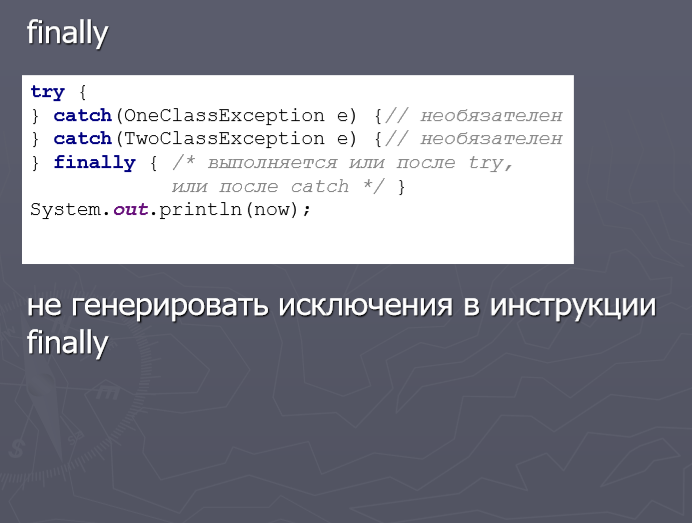 finally
try {
} catch(OneClassException e) {// необязателен
} catch(TwoClassException e) {// необязателен
} finally { /* выполняется или после try,
или после catch */ }
System.out.println(now);
не генерировать исключения в инструкции
finally